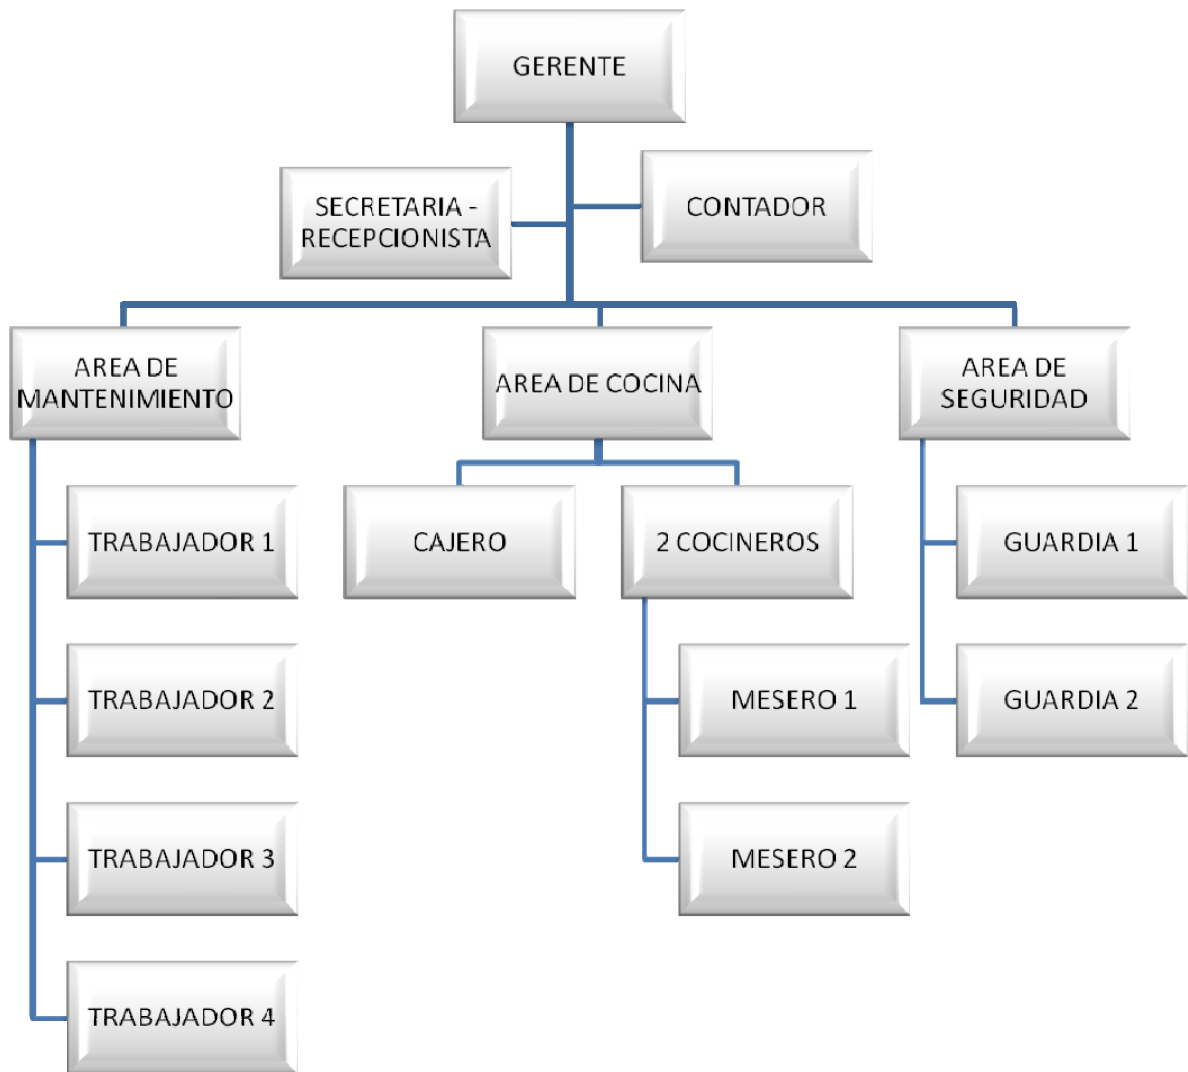 GERENTE
SECRETARIA -
RECEPCIONISTA
CONTADOR
AREA DE
MANTENIMIENTO
AREA DE COCINA
AREA DE
SEGURIDAD
TRABAJADOR 1
CAJERO
2 COCINEROS
GUARDIA 1
TRABAJADOR 2
MESERO 1
GUARDIA 2
TRABAJADOR 3
MESERO 2
TRABAJADOR 4